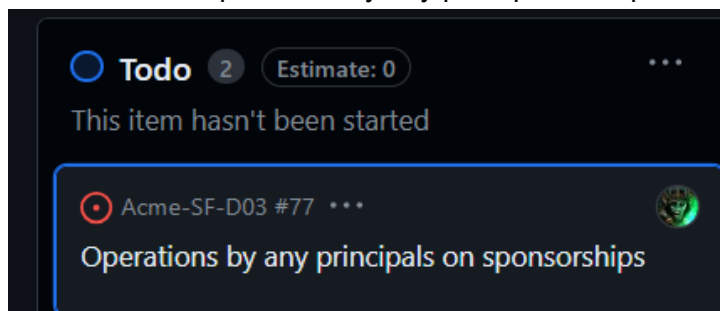 Todo 2 Estimate: 0
This item hasn't been started
Acme-SF-D03 #77
Operations by any principals on sponsorships